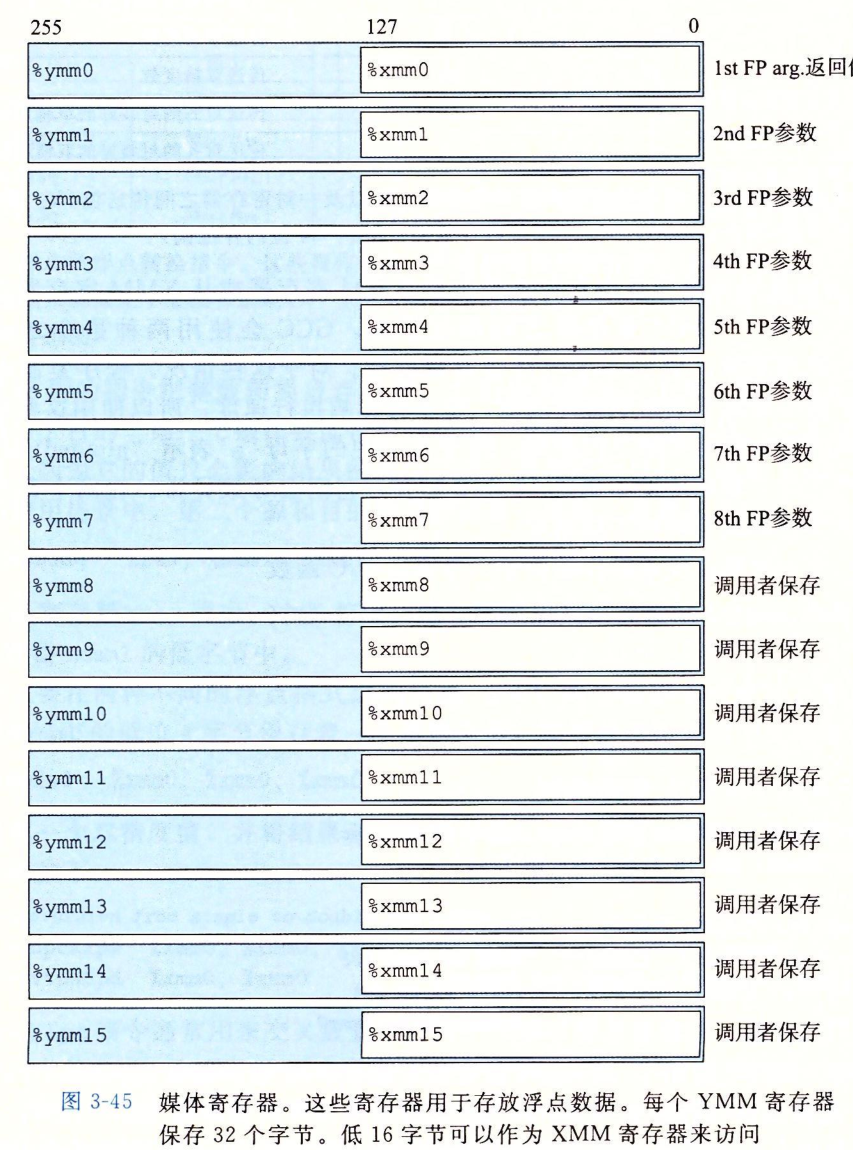 255 127 0
%ymm0 %xmm0 1st FP arg.返回
%ymm1 %xmm1 2nd FP参数
%ymm2 %xmm2 3rd FP参数
%ymm3 %xmm3 4th FP参数
%ymm4 %xmm4 5th FP参数
%ymm5 %xmm5 6th FP参数
%ymm6 %xmm6 7th FP参数
%ymm7 %xmm7 8th FP参数
%ymm8 %xmm8 调用者保存
%ymm9 %xmm9 调用者保存
%ymm10 %xmm10 调用者保存
%ymm11 %xmm11 调用者保存
%ymm12 %xmm12 调用者保存
%ymm13 %xmm13 调用者保存
%ymm14 %xmm14 调用者保存
%ymm15 %xmm15 调用者保存
图 3-45 媒体寄存器。这些寄存器用于存放浮点数据。每个 YMM 寄存器
保存 32 个字节。低 16 字节可以作为 XMM 寄存器来访问